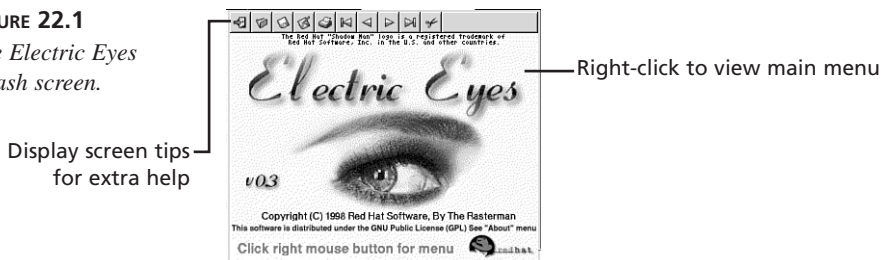 URE 22.1
e Electric Eyes
ash screen.
Display screen tips
for extra help
The Red Hat "Shadow Man" logo is a registered trademark of
Red Hat Software, Inc. in the U.S. and other countries.
Electric Eyes
v03
Copyright (C) 1998 Red Hat Software, By The Rasterman
This software is distributed under the GNU Public License (GPL) See "About" menu
Click right mouse button for menu
redhat
Right-click to view main menu